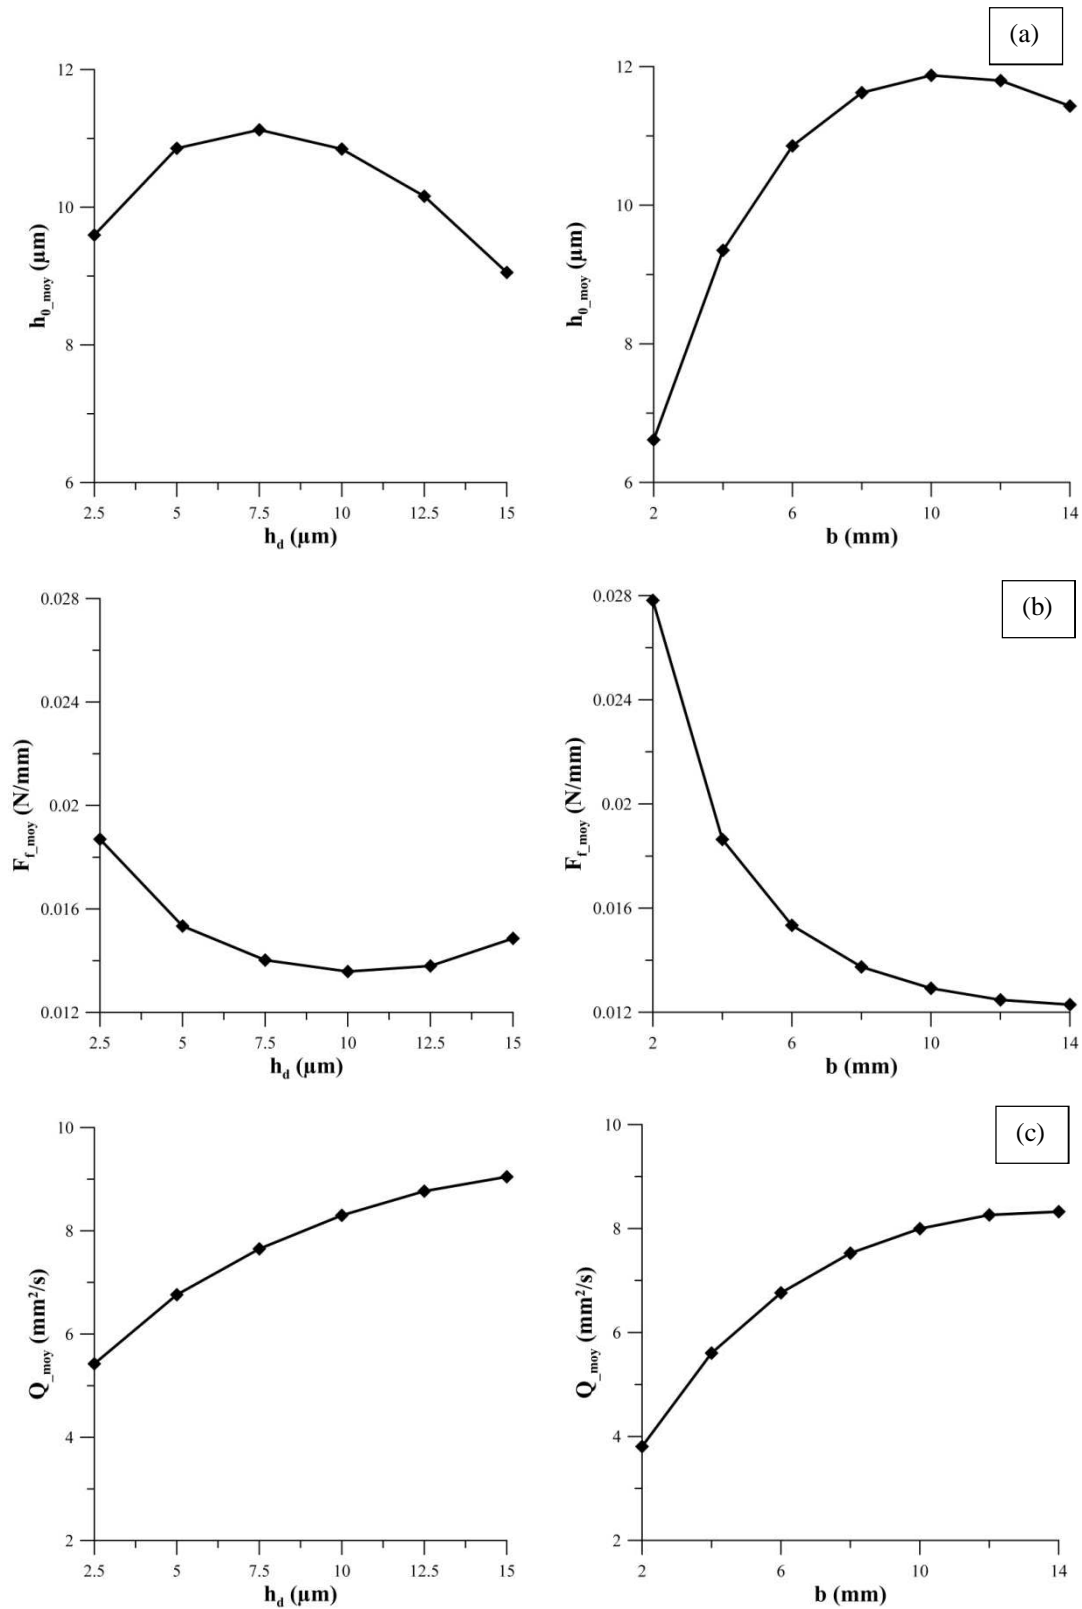 (a)
12
10
8
6
h0_moy (µm)
2.5 5 7.5 10 12.5 15
hd (µm)
12
10
8
6
h0_moy (µm)
2 6 10 14
b (mm)
(b)
0.028
0.024
0.02
0.016
0.012
Ff_moy (N/mm)
2.5 5 7.5 10 12.5 15
hd (µm)
0.028
0.024
0.02
0.016
0.012
Ff_moy (N/mm)
2 6 10 14
b (mm)
(c)
10
8
6
4
2
Q_moy (mm²/s)
2.5 5 7.5 10 12.5 15
hd (µm)
10
8
6
4
2
Q_moy (mm²/s)
2 6 10 14
b (mm)